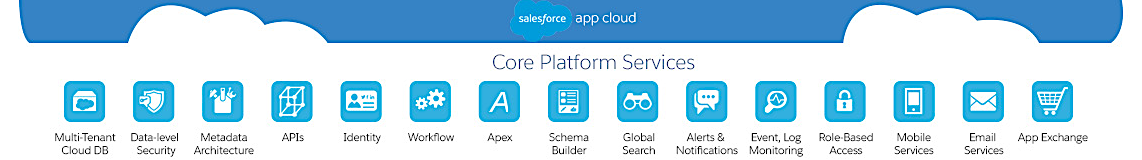 salesforce app cloud
Core Platform Services
A
Multi-Tenant
Cloud DB
Data-level
Security
Metadata
Architecture
APIs
Identity
Workflow
Apex
Schema
Builder
Global
Search
Alerts &
Notifications
Event, Log
Monitoring
Role-Based
Access
Mobile
Services
Email
Services
App Exchange